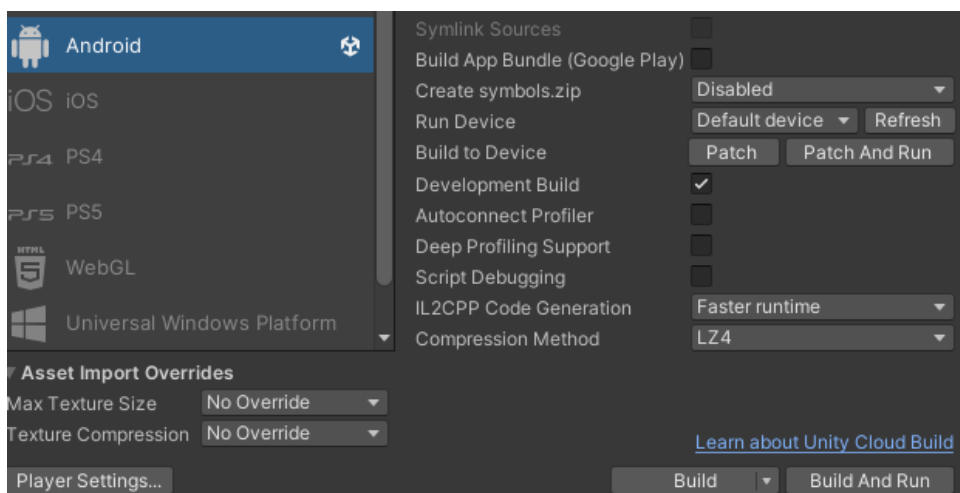 Android
iOS iOS
PS4 PS4
PS5 PS5
HTML
5 WebGL
Universal Windows Platform
Asset Import Overrides
Max Texture Size No Override
Texture Compression No Override
Player Settings...
Symlink Sources
Build App Bundle (Google Play)
Create symbols.zip Disabled
Run Device Default device Refresh
Build to Device Patch Patch And Run
Development Build
Autoconnect Profiler
Deep Profiling Support
Script Debugging
IL2CPP Code Generation Faster runtime
Compression Method LZ4
Learn about Unity Cloud Build
Build Build And Run